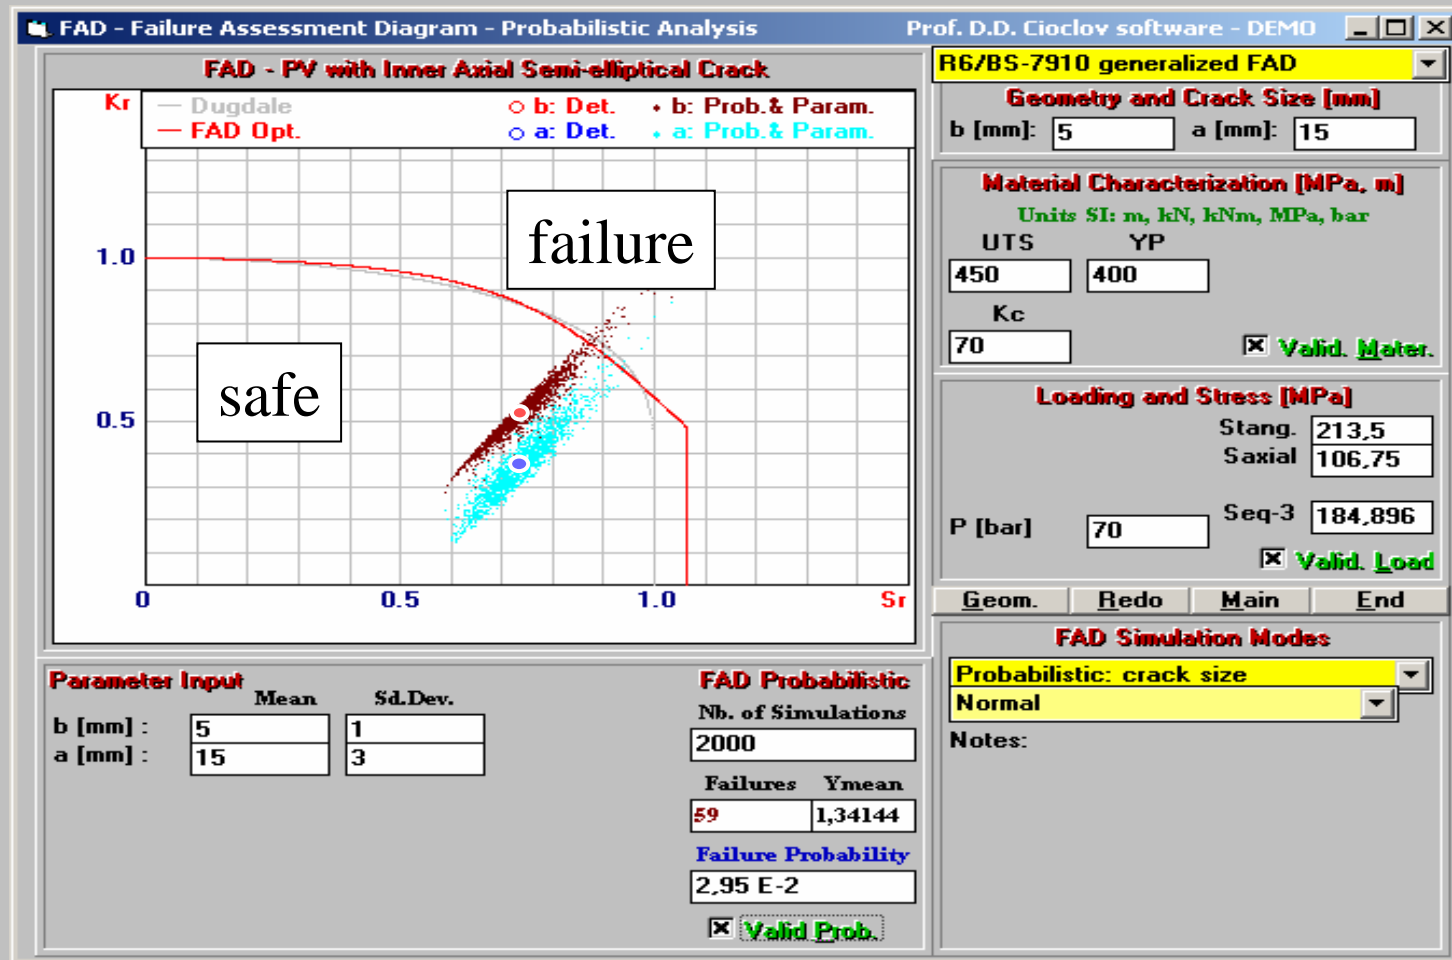 FAD - Failure Assessment Diagram - Probabilistic Analysis Prof. D.D. Cioclov software - DEMO
FAD - PV with Inner Axial Semi-elliptical Crack
Kr
Dugdale b: Det. b: Prob.& Param.
FAD Opt. a: Det. a: Prob.& Param.
failure
1.0
safe
0.5
0 0.5 1.0 Sr
R6/BS-7910 generalized FAD
Geometry and Crack Size [mm]
b [mm]: 5 a [mm]: 15
Material Characterization [MPa, m]
Units SI: m, kN, kNm, MPa, bar
UTS YP
450 400
Kc
70 Valid. Mater.
Loading and Stress [MPa]
Stang. 213,5
Saxial 106,75
P [bar] 70 Seq-3 184,896
Valid. Load
Geom. Redo Main End
Parameter Input
Mean Sd.Dev.
b [mm] : 5 1
a [mm] : 15 3
FAD Probabilistic
Nb. of Simulations
2000
Failures Ymean
59 1,34144
Failure Probability
2,95 E-2
Valid Prob.
FAD Simulation Modes
Probabilistic: crack size
Normal
Notes: